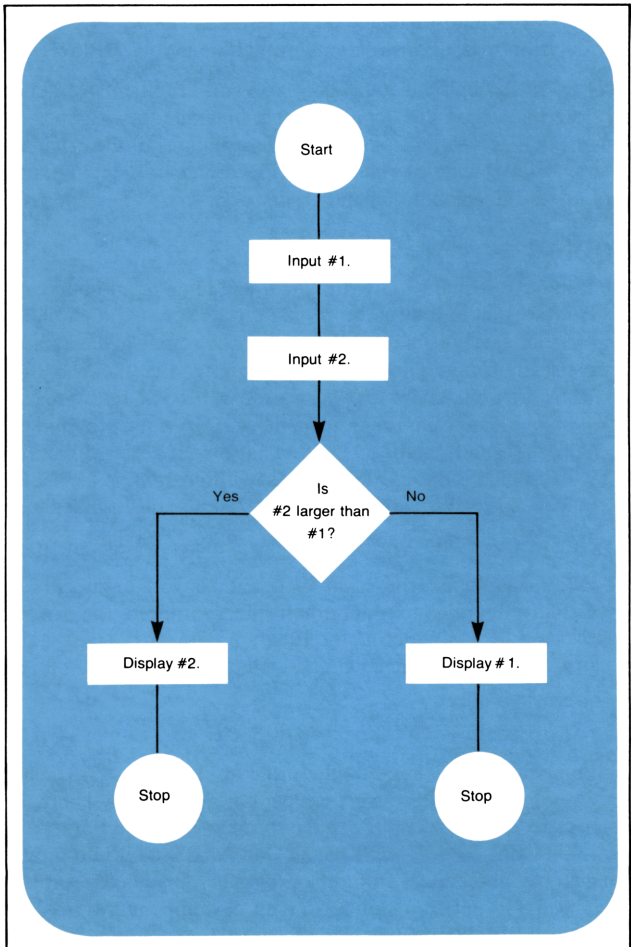 Start
Input #1.
Input #2.
Yes
Is
#2 larger than
#1?
No
Display #2.
Display # 1.
Stop
Stop